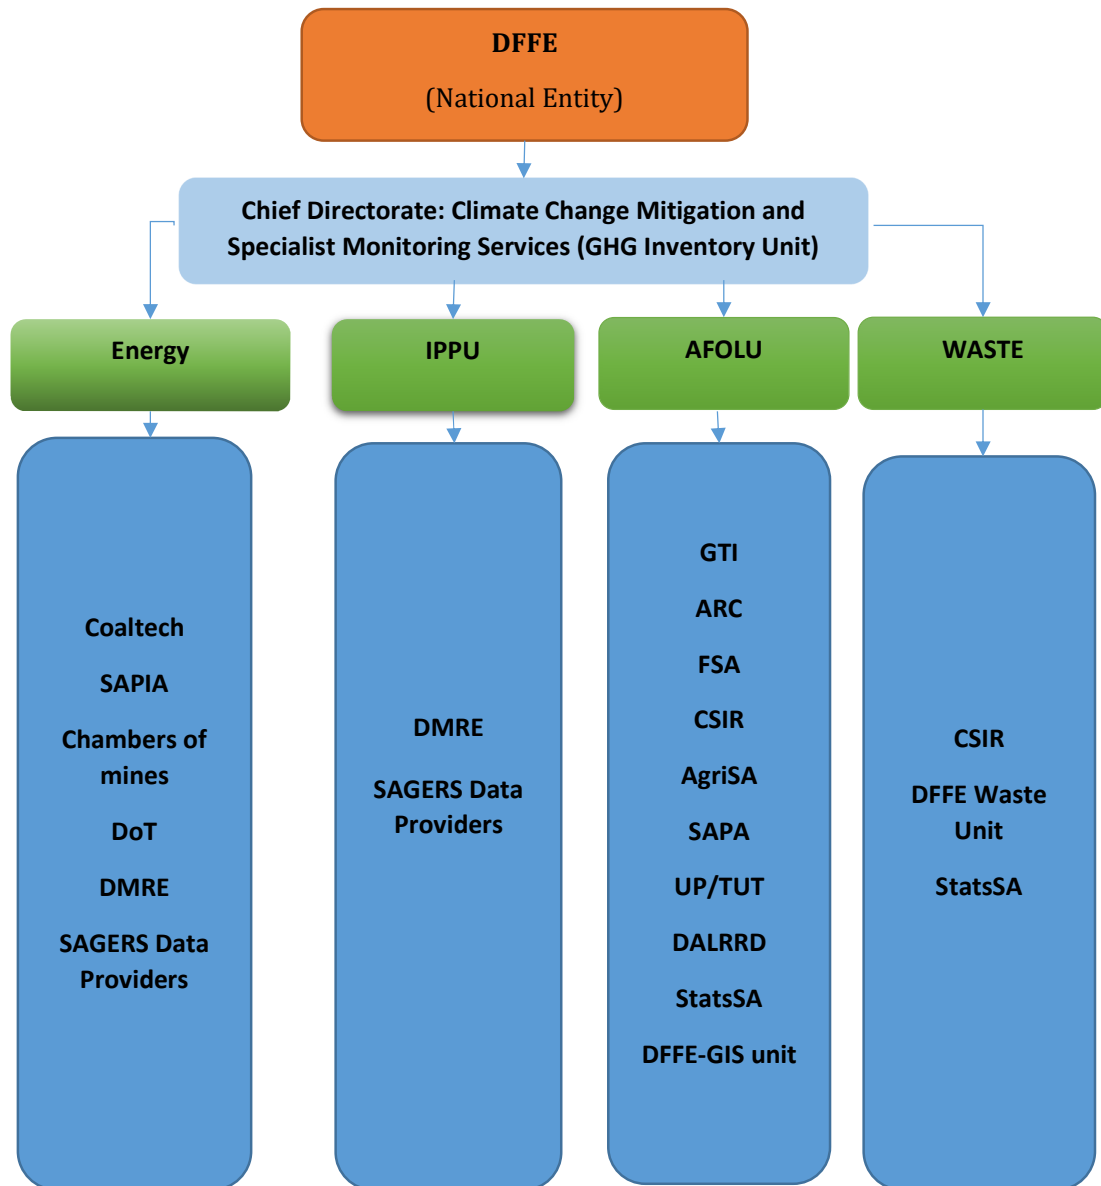 DFFE
(National Entity)
Chief Directorate: Climate Change Mitigation and
Specialist Monitoring Services (GHG Inventory Unit)
Energy
IPPU
AFOLU
WASTE
Coaltech
SAPIA
Chambers of
mines
DoT
DMRE
SAGERS Data
Providers
DMRE
SAGERS Data
Providers
GTI
ARC
FSA
CSIR
AgriSA
SAPA
UP/TUT
DALRRD
StatsSA
DFFE-GIS unit
CSIR
DFFE Waste
Unit
StatsSA